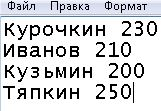 Файл Правка Формат
Курочкин 230
Иванов 210
Кузьмин 200
Тяпкин 250